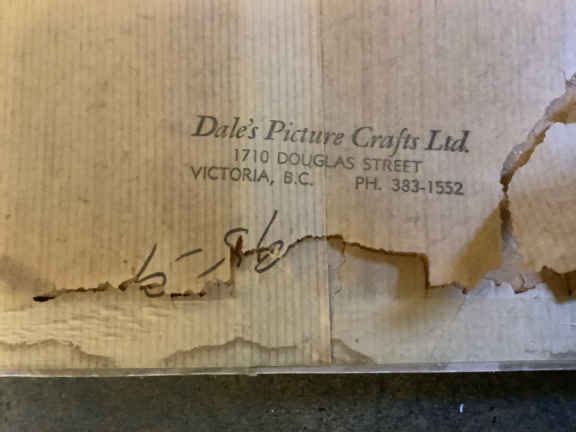 Dale's Picture Crafts Ltd.
1710 DOUGLAS STREET
VICTORIA, B.C. PH. 383-1552